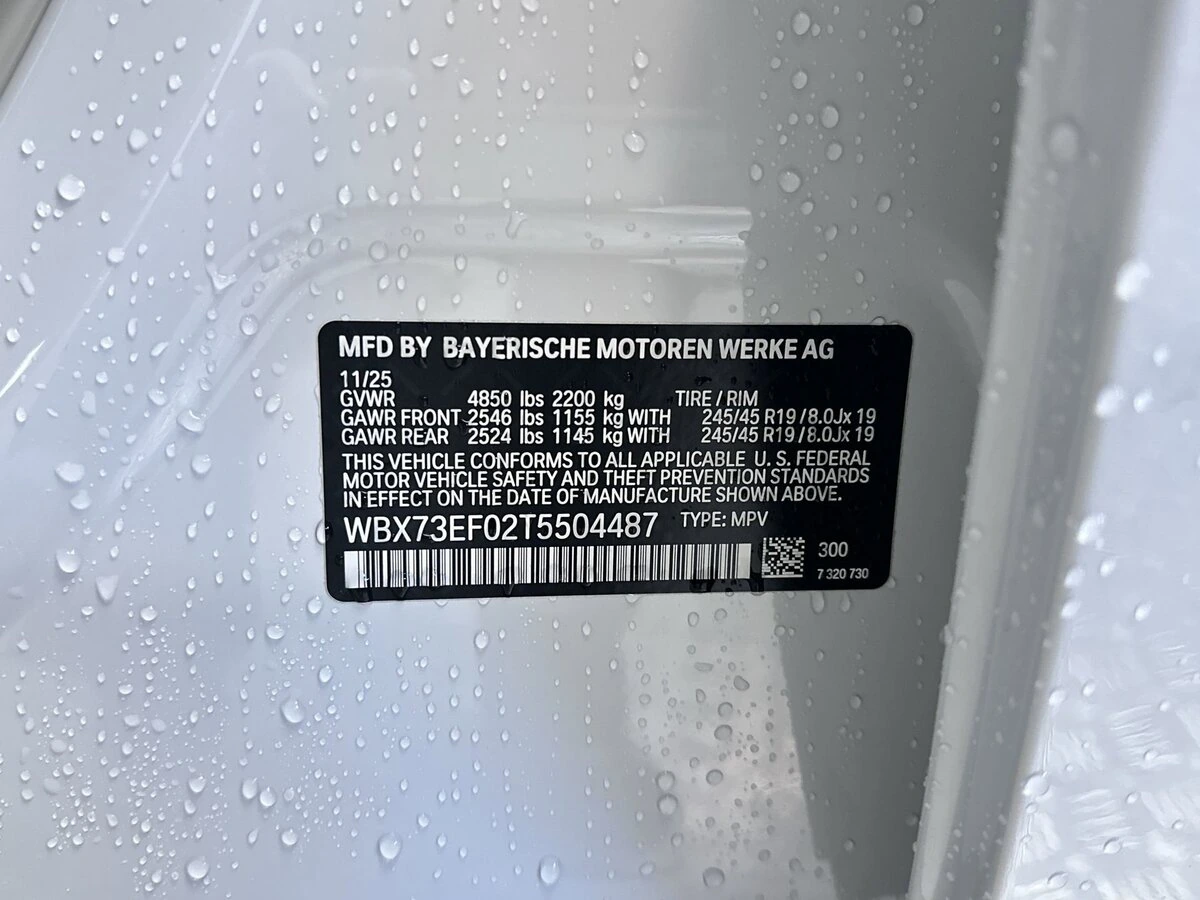 MFD BY BAYERISCHE MOTOREN WERKE AG
11/25
GVWR 4850 lbs 2200 kg TIRE / RIM
GAWR FRONT 2546 lbs 1155 kg WITH 245/45 R19 / 8.0Jx 19
GAWR REAR 2524 lbs 1145 kg WITH 245/45 R19 / 8.0Jx 19
THIS VEHICLE CONFORMS TO ALL APPLICABLE U. S. FEDERAL
MOTOR VEHICLE SAFETY AND THEFT PREVENTION STANDARDS
IN EFFECT ON THE DATE OF MANUFACTURE SHOWN ABOVE.
WBX73EF02T5504487 TYPE: MPV
300
7 320 730